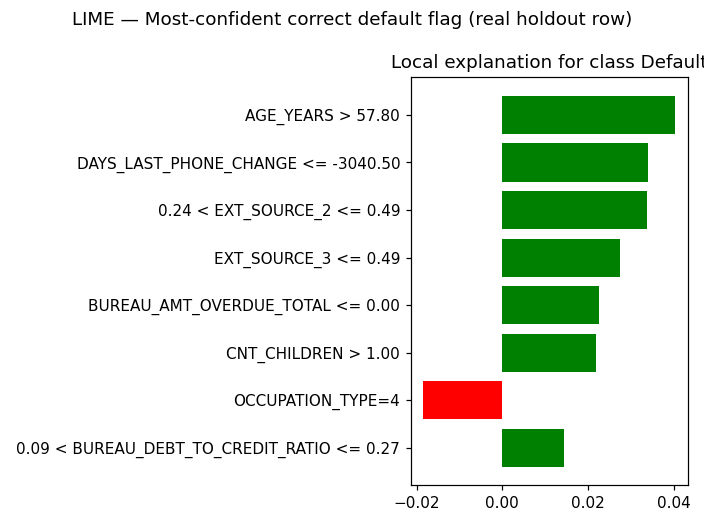 LIME — Most-confident correct default flag (real holdout row)
Local explanation for class Default
AGE_YEARS > 57.80
DAYS_LAST_PHONE_CHANGE <= -3040.50
0.24 < EXT_SOURCE_2 <= 0.49
EXT_SOURCE_3 <= 0.49
BUREAU_AMT_OVERDUE_TOTAL <= 0.00
CNT_CHILDREN > 1.00
OCCUPATION_TYPE=4
0.09 < BUREAU_DEBT_TO_CREDIT_RATIO <= 0.27
−0.02 0.00 0.02 0.04